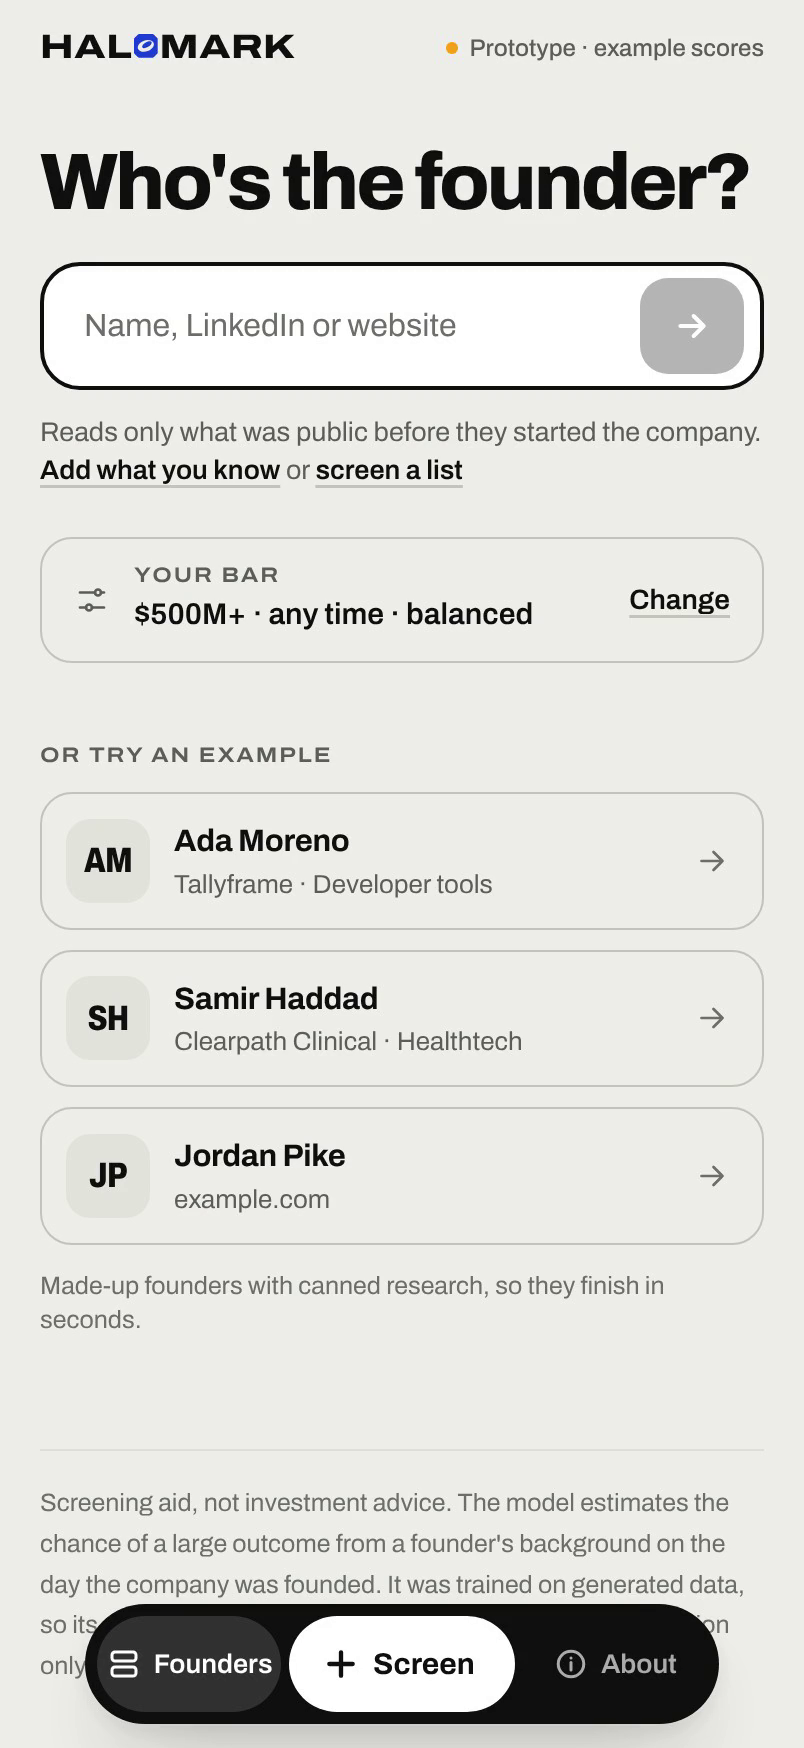 HALOMARK
Prototype · example scores
Who's the founder?
Name, LinkedIn or website
Reads only what was public before they started the company.
Add what you know or screen a list
YOUR BAR
$500M+ · any time · balanced
Change
OR TRY AN EXAMPLE
AM
Ada Moreno
Tallyframe · Developer tools
SH
Samir Haddad
Clearpath Clinical · Healthtech
JP
Jordan Pike
example.com
Made-up founders with canned research, so they finish in
seconds.
Screening aid, not investment advice. The model estimates the
chance of a large outcome from a founder's background on the
day the company was founded. It was trained on generated data,
so its
only
Founders
Screen
About